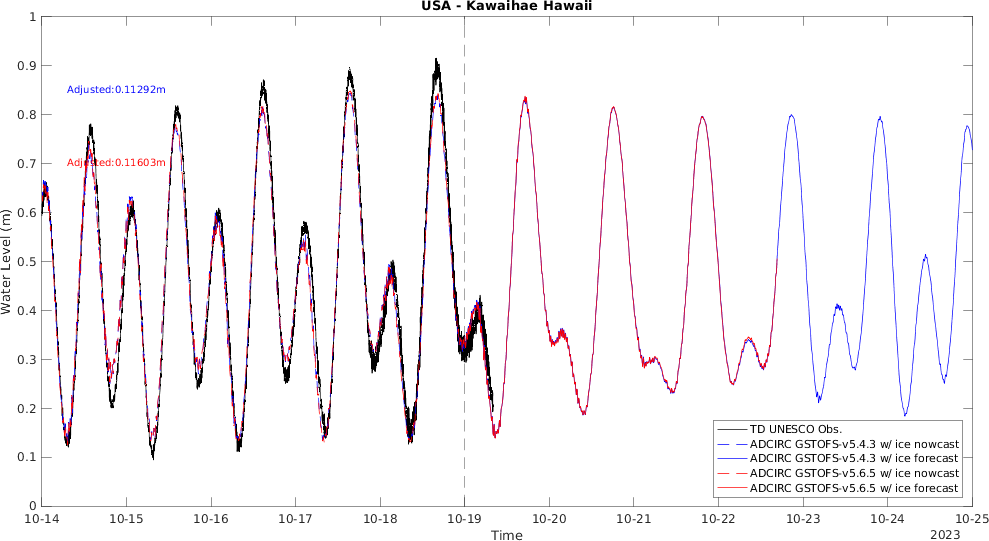 USA - Kawaihae Hawaii
1
0.9
0.8
0.7
0.6
0.5
0.4
0.3
0.2
0.1
0
Water Level (m)
Adjusted:0.11292m
Adjusted:0.11603m
TD UNESCO Obs.
ADCIRC GSTOFS-v5.4.3 w/ ice nowcast
ADCIRC GSTOFS-v5.4.3 w/ ice forecast
ADCIRC GSTOFS-v5.6.5 w/ ice nowcast
ADCIRC GSTOFS-v5.6.5 w/ ice forecast
10-14 10-15 10-16 10-17 10-18 10-19 10-20 10-21 10-22 10-23 10-24 10-25
Time
2023